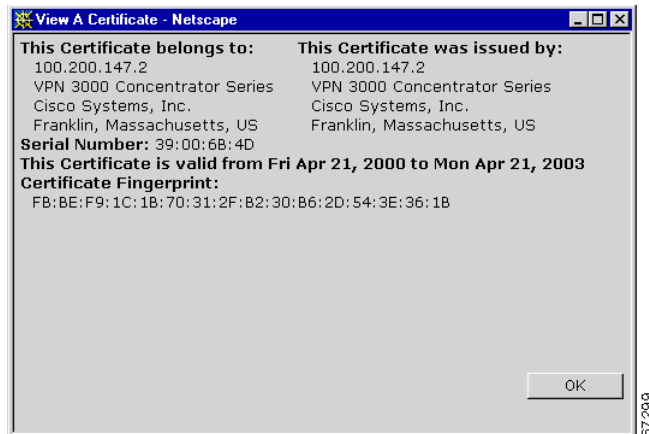 View A Certificate - Netscape
This Certificate belongs to:
100.200.147.2
VPN 3000 Concentrator Series
Cisco Systems, Inc.
Franklin, Massachusetts, US
This Certificate was issued by:
100.200.147.2
VPN 3000 Concentrator Series
Cisco Systems, Inc.
Franklin, Massachusetts, US
Serial Number: 39:00:6B:4D
This Certificate is valid from Fri Apr 21, 2000 to Mon Apr 21, 2003
Certificate Fingerprint:
FB:BE:F9:1C:1B:70:31:2F:B2:30:B6:2D:54:3E:36:1B
OK
67299